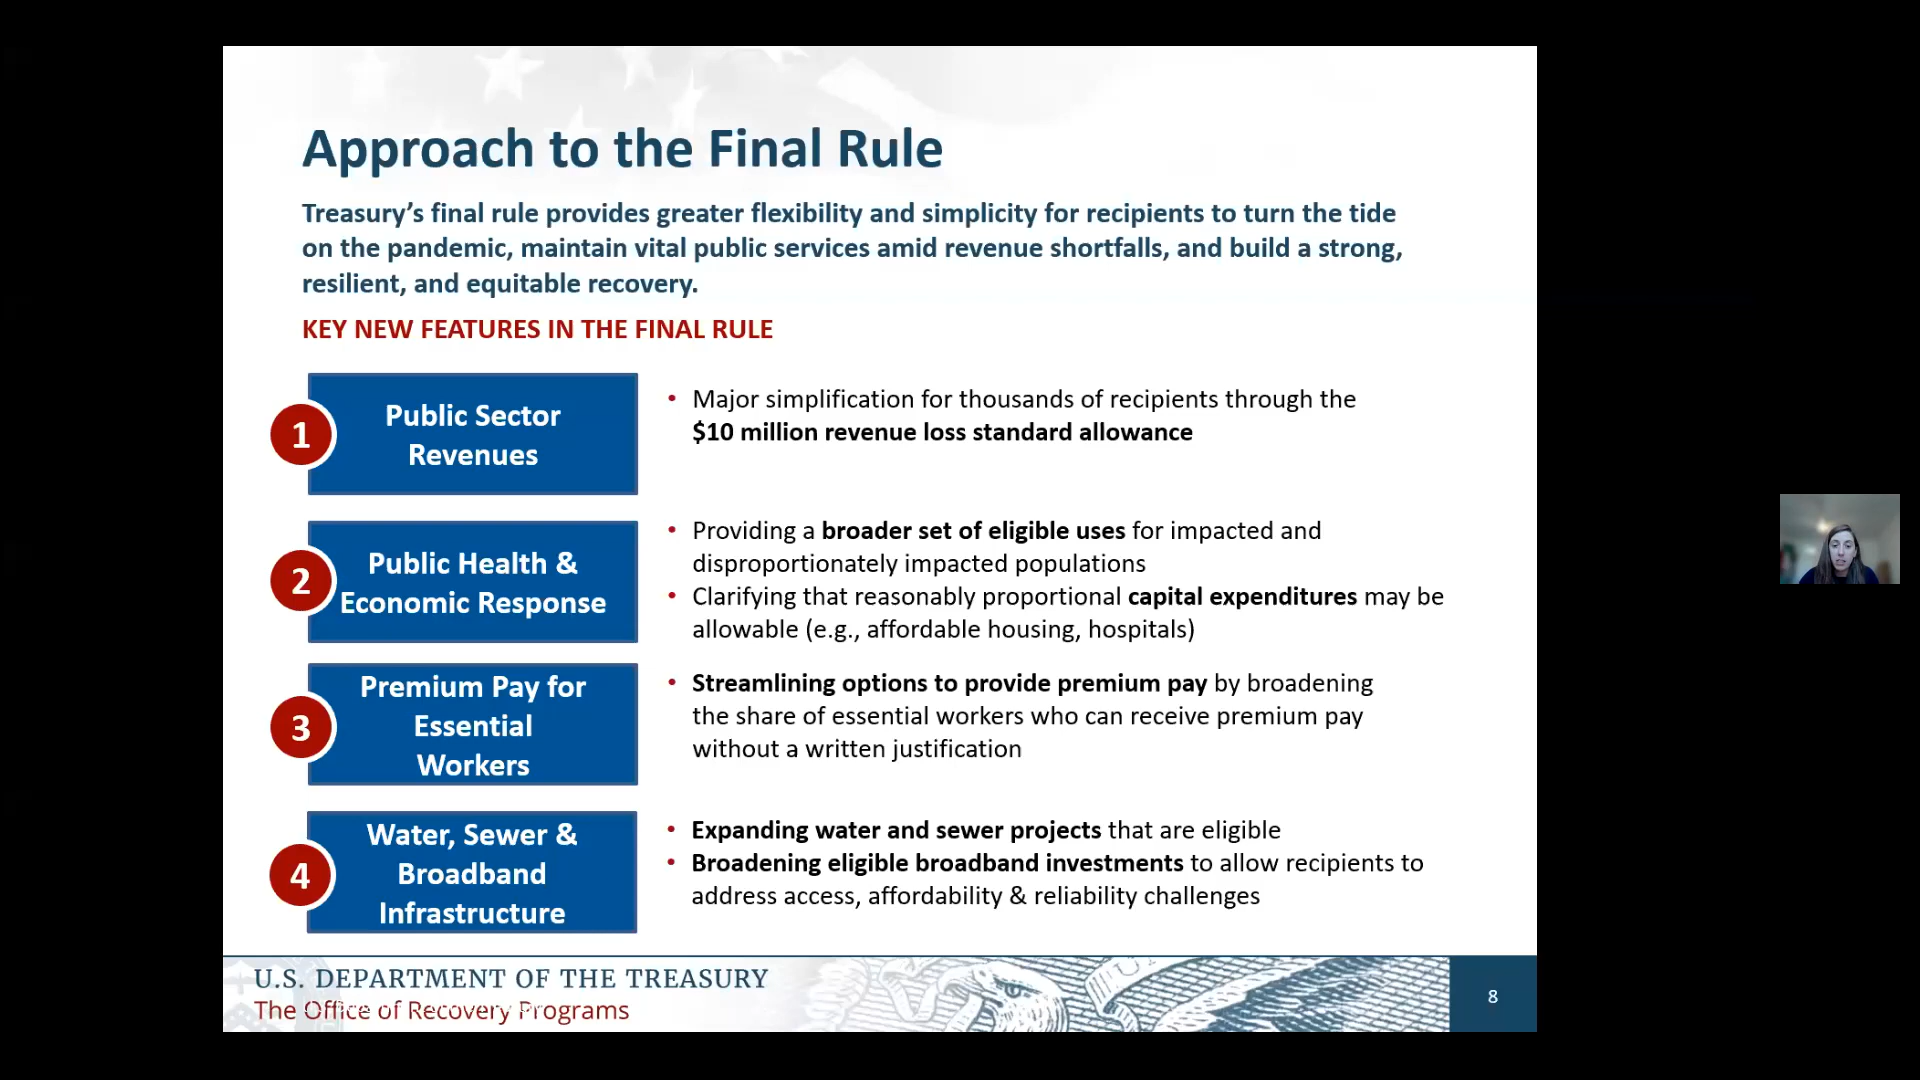 Approach to the Final Rule
Treasury’s final rule provides greater flexibility and simplicity for recipients to turn the tide
on the pandemic, maintain vital public services amid revenue shortfalls, and build a strong,
resilient, and equitable recovery.
KEY NEW FEATURES IN THE FINAL RULE
1
Public Sector
Revenues
• Major simplification for thousands of recipients through the
$10 million revenue loss standard allowance
2
Public Health &
Economic Response
• Providing a broader set of eligible uses for impacted and
disproportionately impacted populations
• Clarifying that reasonably proportional capital expenditures may be
allowable (e.g., affordable housing, hospitals)
3
Premium Pay for
Essential
Workers
• Streamlining options to provide premium pay by broadening
the share of essential workers who can receive premium pay
without a written justification
4
Water, Sewer &
Broadband
Infrastructure
• Expanding water and sewer projects that are eligible
• Broadening eligible broadband investments to allow recipients to
address access, affordability & reliability challenges
U.S. DEPARTMENT OF THE TREASURY
The Office of Recovery Programs
8